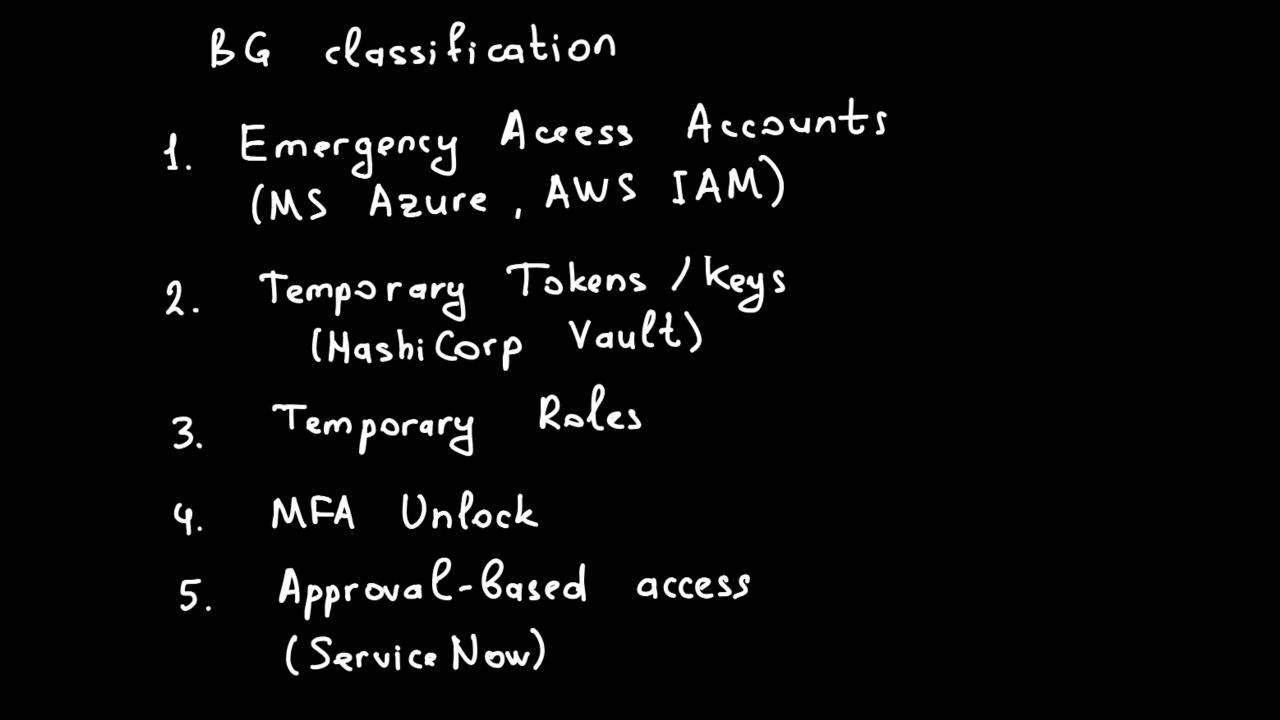 BG classification
1. Emergency Access Accounts
(MS Azure, AWS IAM)
2. Temporary Tokens/Keys
(HashiCorp Vault)
3. Temporary Roles
4. MFA Unlock
5. Approval-based access
(ServiceNow)